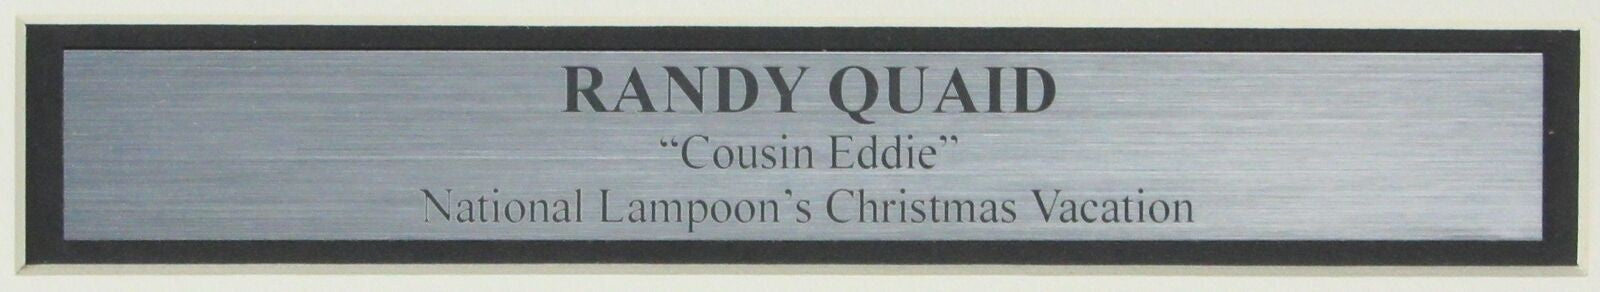 RANDY QUAID
“Cousin Eddie”
National Lampoon’s Christmas Vacation